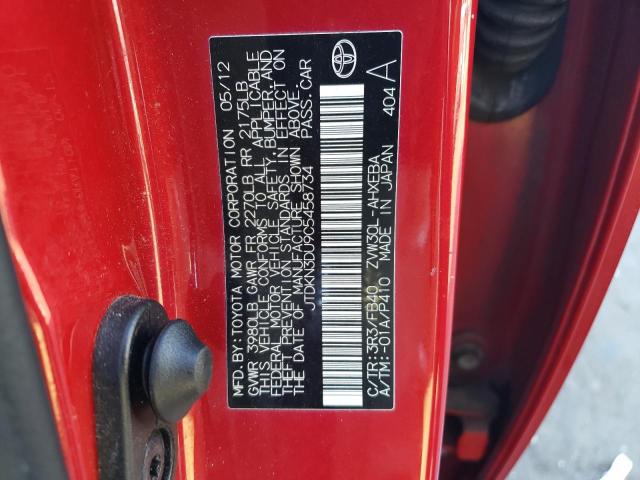 MFD. BY: TOYOTA MOTOR CORPORATION 05/12
GVWR 3980LB GAWR FR 2270LB RR 2175LB
THIS VEHICLE CONFORMS TO ALL APPLICABLE
FEDERAL MOTOR VEHICLE SAFETY, BUMPER, AND
THEFT PREVENTION STANDARDS IN EFFECT ON
THE DATE OF MANUFACTURE SHOWN ABOVE.
JTDKN3DU9C5458734 PASS. CAR
C/TR: 3R3/FB40 ZVW30L-AHXEBA
A/TM: -01A/P410 MADE IN JAPAN 404 A